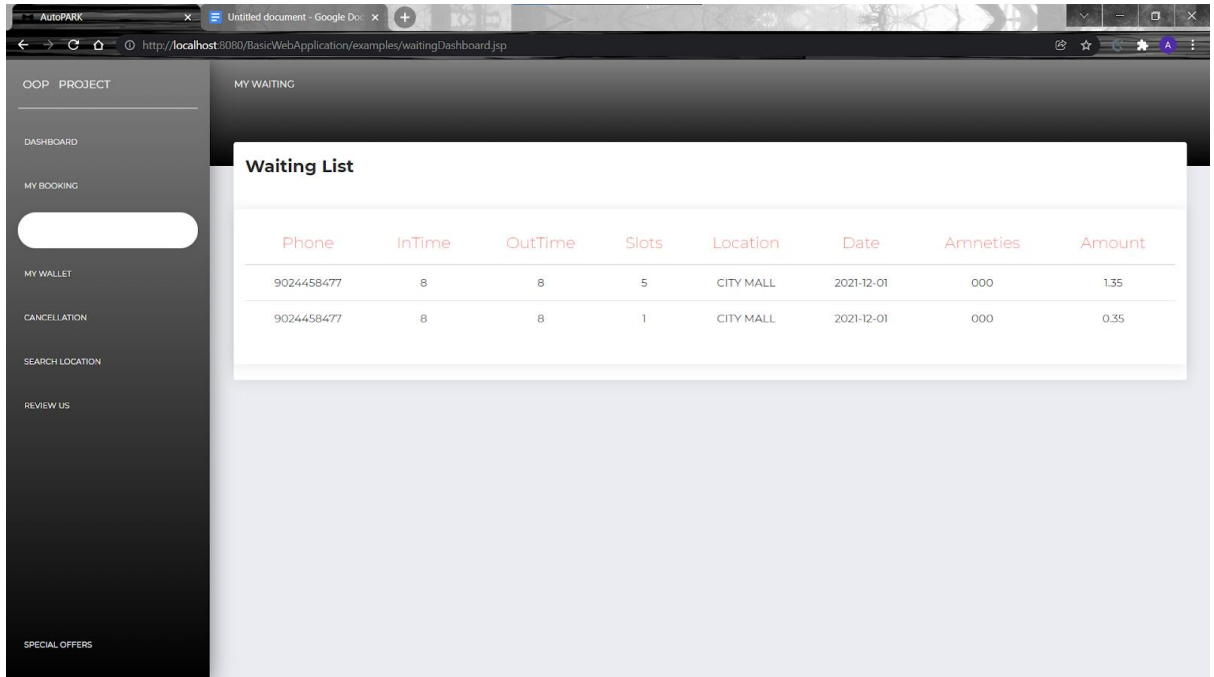 AutoPARK
Untitled document - Google Doc
http://localhost:8080/BasicWebApplication/examples/waitingDashboard.jsp
A
OOP PROJECT
MY WAITING
DASHBOARD
MY BOOKING
MY WALLET
CANCELLATION
SEARCH LOCATION
REVIEW US
SPECIAL OFFERS
Waiting List
Phone InTime OutTime Slots Location Date Amneties Amount
9024458477 8 8 5 CITY MALL 2021-12-01 000 1.35
9024458477 8 8 1 CITY MALL 2021-12-01 000 0.35